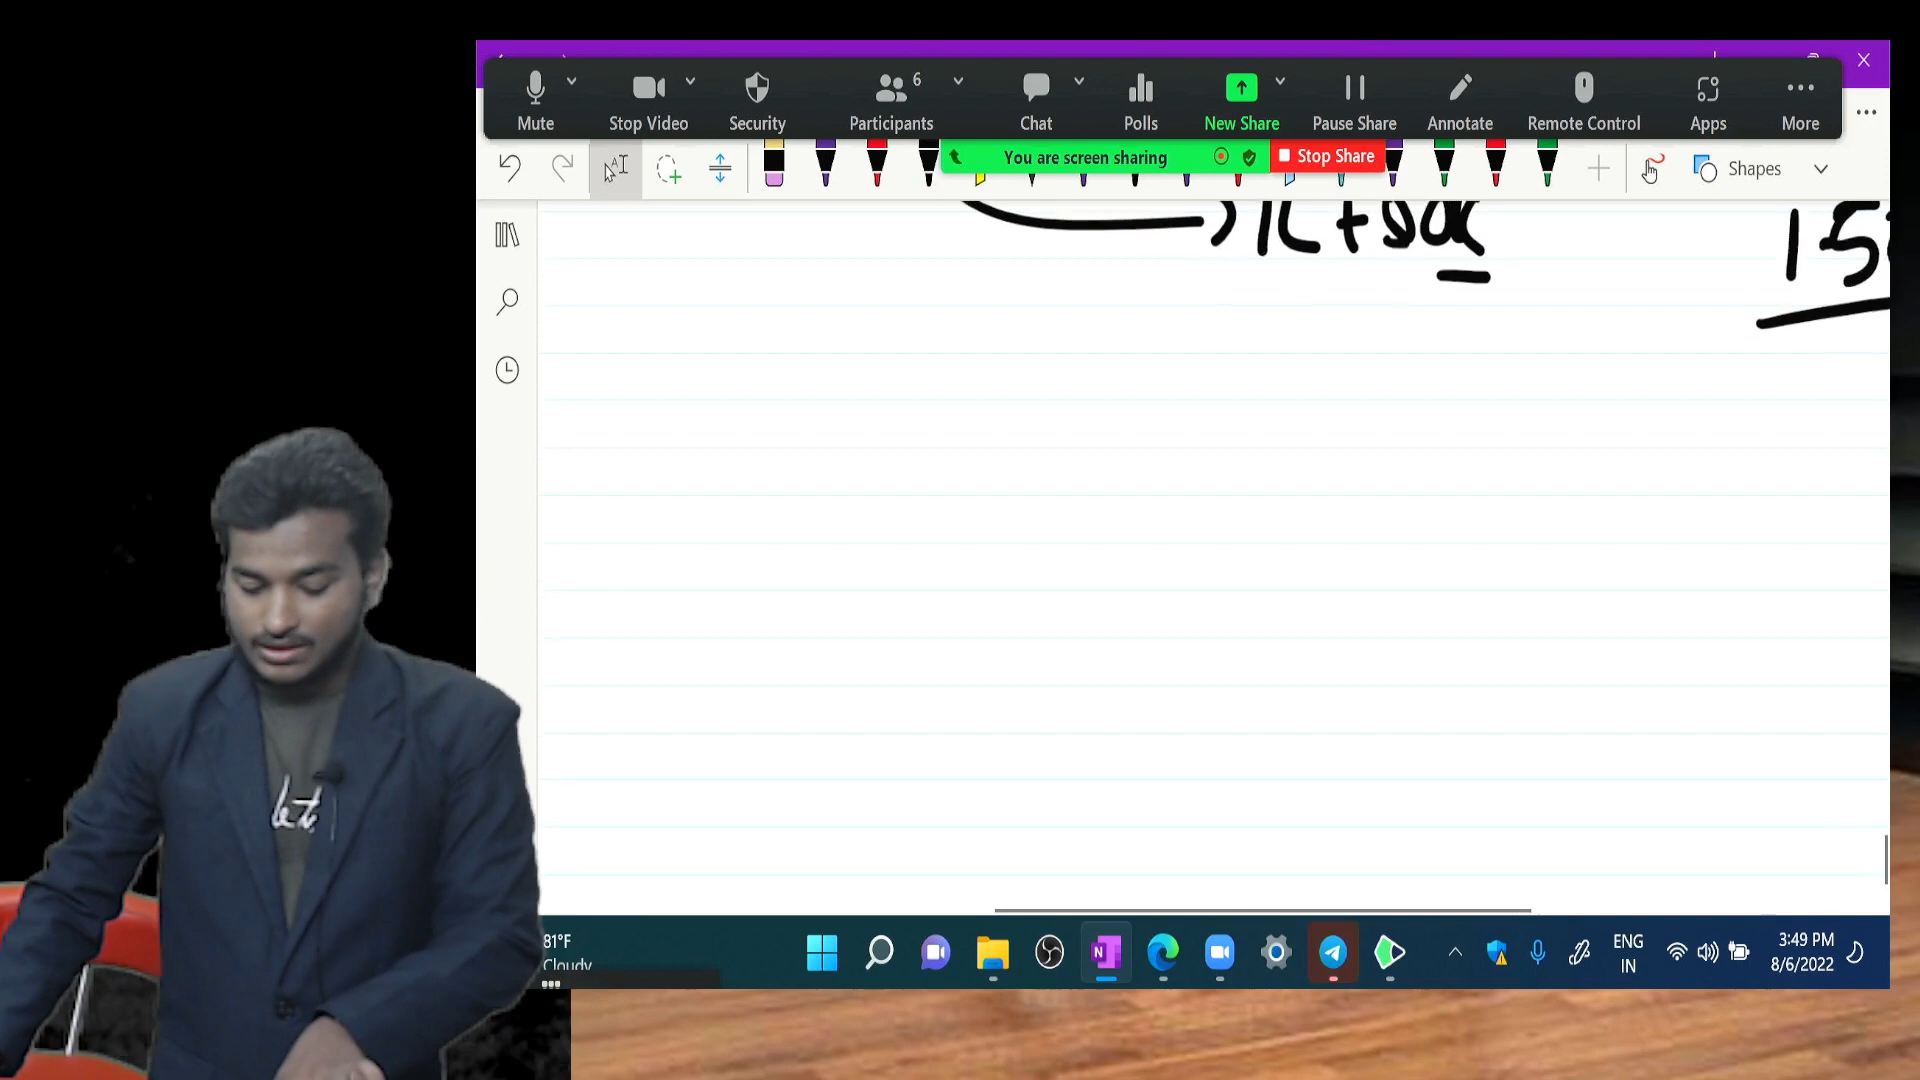 Mute
Stop Video
Security
6
Participants
Chat
Polls
New Share
Pause Share
Annotate
Remote Control
Apps
More
You are screen sharing
Stop Share
Shapes
15
81°F
Cloudy
N
ENG
IN
3:49 PM
8/6/2022